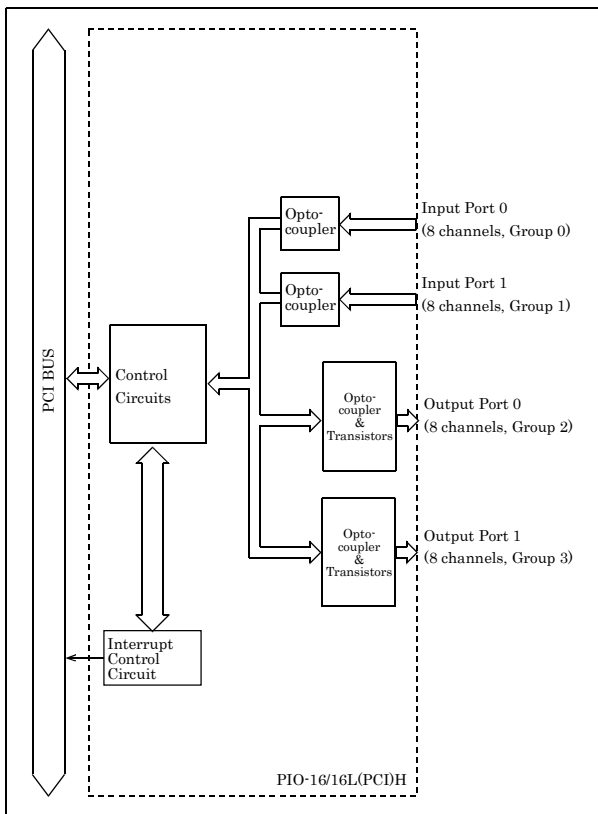 PCI BUS
Opto-
coupler
Input Port 0
(8 channels, Group 0)
Opto-
coupler
Input Port 1
(8 channels, Group 1)
Control
Circuits
Opto-
coupler
&
Transistors
Output Port 0
(8 channels, Group 2)
Opto-
coupler
&
Transistors
Output Port 1
(8 channels, Group 3)
Interrupt
Control
Circuit
PIO-16/16L(PCI)H